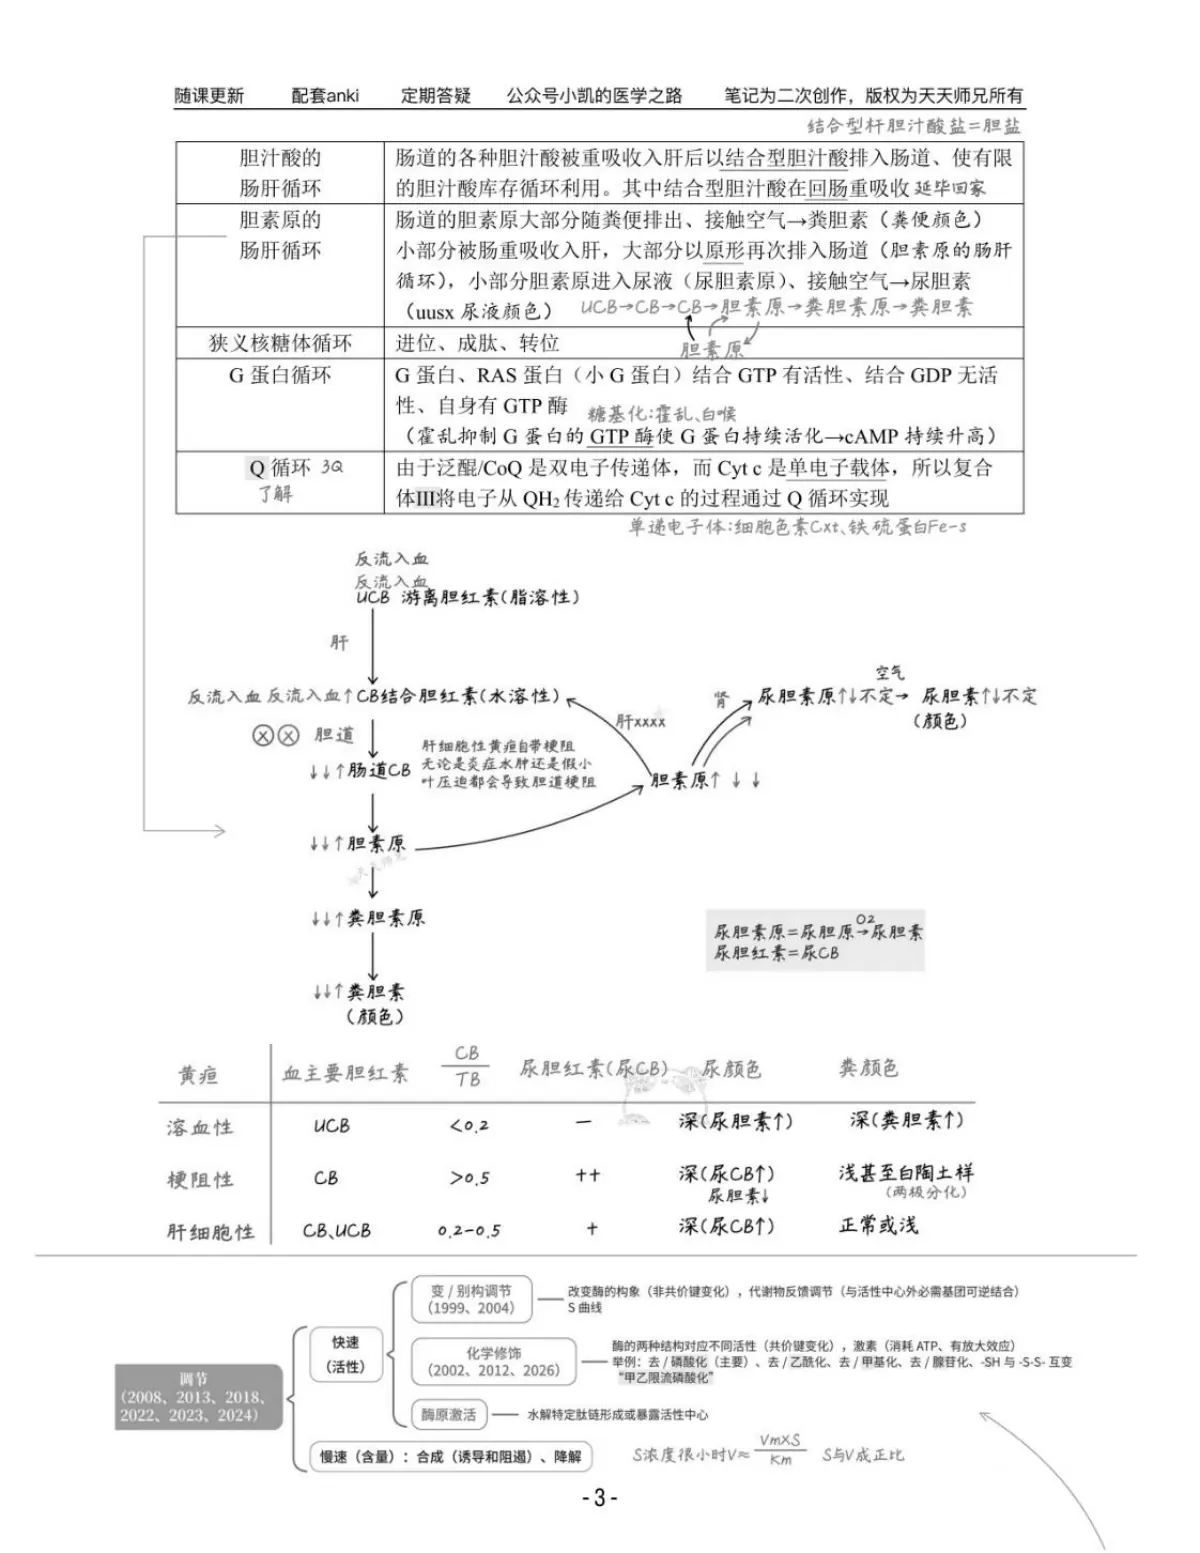 随课更新 配套anki 定期答疑 公众号小凯的医学之路 笔记为二次创作，版权为天天师兄所有
结合型杆胆汁酸盐=胆盐
胆汁酸的
肠肝循环
肠道的各种胆汁酸被重吸收入肝后以结合型胆汁酸排入肠道、使有限
的胆汁酸库存循环利用。其中结合型胆汁酸在回肠重吸收 延毕回家
胆素原的
肠肝循环
肠道的胆素原大部分随粪便排出、接触空气→粪胆素（粪便颜色）
小部分被肠重吸收入肝，大部分以原形再次排入肠道（胆素原的肠肝
循环），小部分胆素原进入尿液（尿胆素原）、接触空气→尿胆素
（uusx 尿液颜色） UCB→CB→CB→胆素原→粪胆素原→粪胆素
胆素原
狭义核糖体循环 进位、成肽、转位
G 蛋白循环
G 蛋白、RAS 蛋白（小 G 蛋白）结合 GTP 有活性、结合 GDP 无活
性、自身有 GTP 酶 糖基化:霍乱、白喉
（霍乱抑制 G 蛋白的 GTP 酶使 G 蛋白持续活化→cAMP 持续升高）
Q 循环 3Q
了解
由于泛醌/CoQ 是双电子传递体，而 Cyt c 是单电子载体，所以复合
体III将电子从 QH2 传递给 Cyt c 的过程通过 Q 循环实现
单递电子体:细胞色素Cxt、铁硫蛋白Fe-s
反流入血
反流入血
UCB 游离胆红素(脂溶性)
肝
反流入血 反流入血↑CB结合胆红素(水溶性)
肝xxxx
肾
空气
尿胆素原↑↓不定→ 尿胆素↑↓不定
(颜色)
ⓧⓧ 胆道
↓↓↑肠道CB
肝细胞性黄疸自带梗阻
无论是炎症水肿还是假小
叶压迫都会导致胆道梗阻
胆素原↑ ↓ ↓
↓↓↑胆素原
天天师兄
↓↓↑粪胆素原
尿胆素原=尿胆原→尿胆素
O2
尿胆红素=尿CB
↓↓↑粪胆素
(颜色)
黄疸 血主要胆红素 CB/TB 尿胆红素(尿CB) 尿颜色 粪颜色
溶血性 UCB <0.2 — 深(尿胆素↑) 深(粪胆素↑)
梗阻性 CB >0.5 ++ 深(尿CB↑) 浅甚至白陶土样
尿胆素↓ (两极分化)
肝细胞性 CB、UCB 0.2-0.5 + 深(尿CB↑) 正常或浅
调节
（2008、2013、2018、
2022、2023、2024）
快速
（活性）
变 / 别构调节
（1999、2004）
改变酶的构象（非共价键变化），代谢物反馈调节（与活性中心外必需基团可逆结合）
S 曲线
化学修饰
（2002、2012、2026）
酶的两种结构对应不同活性（共价键变化），激素（消耗 ATP、有放大效应）
举例：去 / 磷酸化（主要）、去 / 乙酰化、去 / 甲基化、去 / 腺苷化、-SH 与 -S-S- 互变
“甲乙限流磷酸化”
酶原激活
水解特定肽链形成或暴露活性中心
慢速（含量）：合成（诱导和阻遏）、降解
S浓度很小时V≈ Vm×S/Km S与V成正比
- 3 -